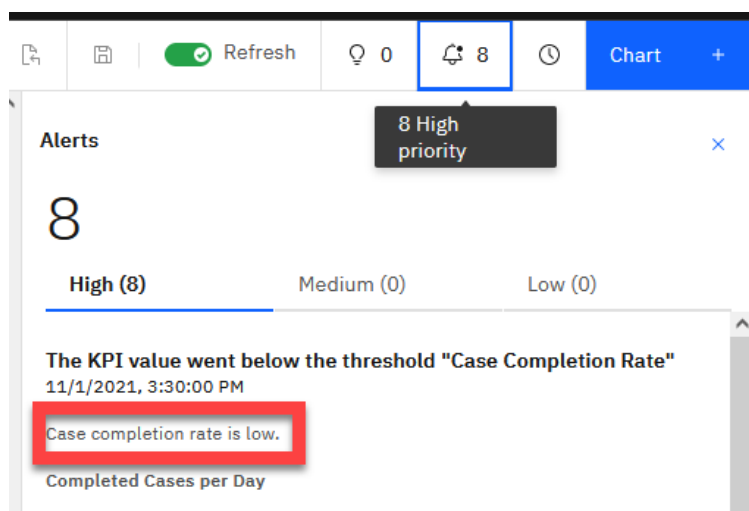 Refresh 0 8 Chart +
8 High
priority
Alerts
8
High (8) Medium (0) Low (0)
The KPI value went below the threshold "Case Completion Rate"
11/1/2021, 3:30:00 PM
Case completion rate is low.
Completed Cases per Day